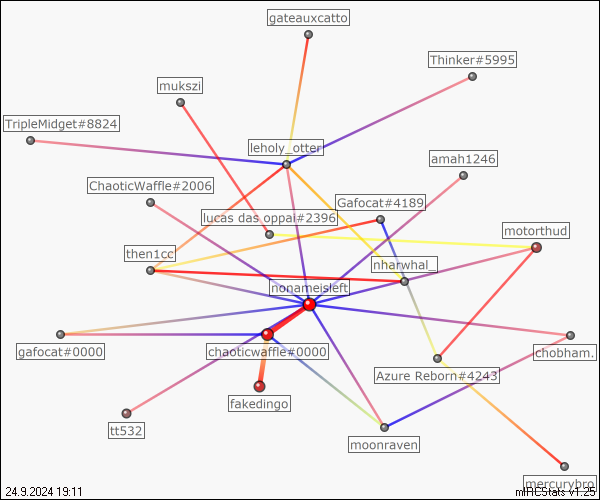 gateauxcatto
Thinker#5995
mukszi
TripleMidget#8824
leholy_otter
amah1246
ChaoticWaffle#2006
Gafocat#4189
lucas das_oppai#2396
motorthud
then1cc
nharwhal_
nonameisleft
gafocat#0000
chaoticwaffle#0000
chobham.
Azure Reborn#4243
fakedingo
tt532
moonraven
mercurybro
24.9.2024 19:11
mIRCStats v1.25